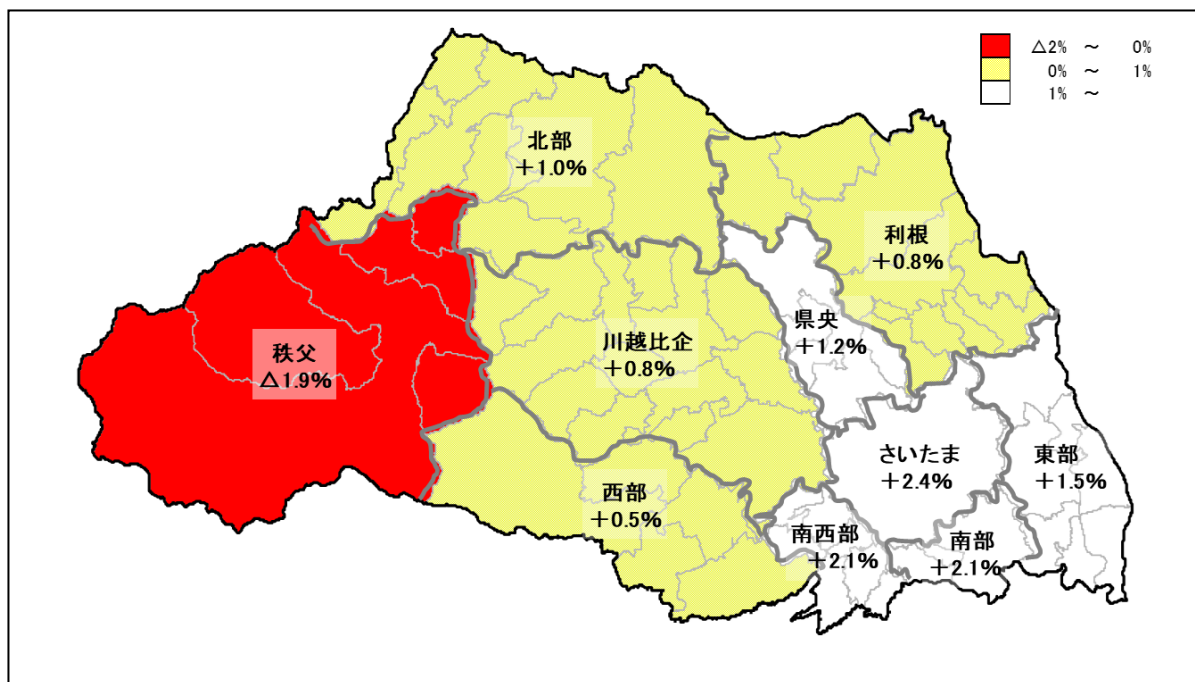 △2% ～ 0%
0% ～ 1%
1% ～
北部
＋1.0%
利根
＋0.8%
県央
＋1.2%
川越比企
＋0.8%
秩父
△1.9%
さいたま
＋2.4%
東部
＋1.5%
西部
＋0.5%
南西部
＋2.1%
南部
＋2.1%